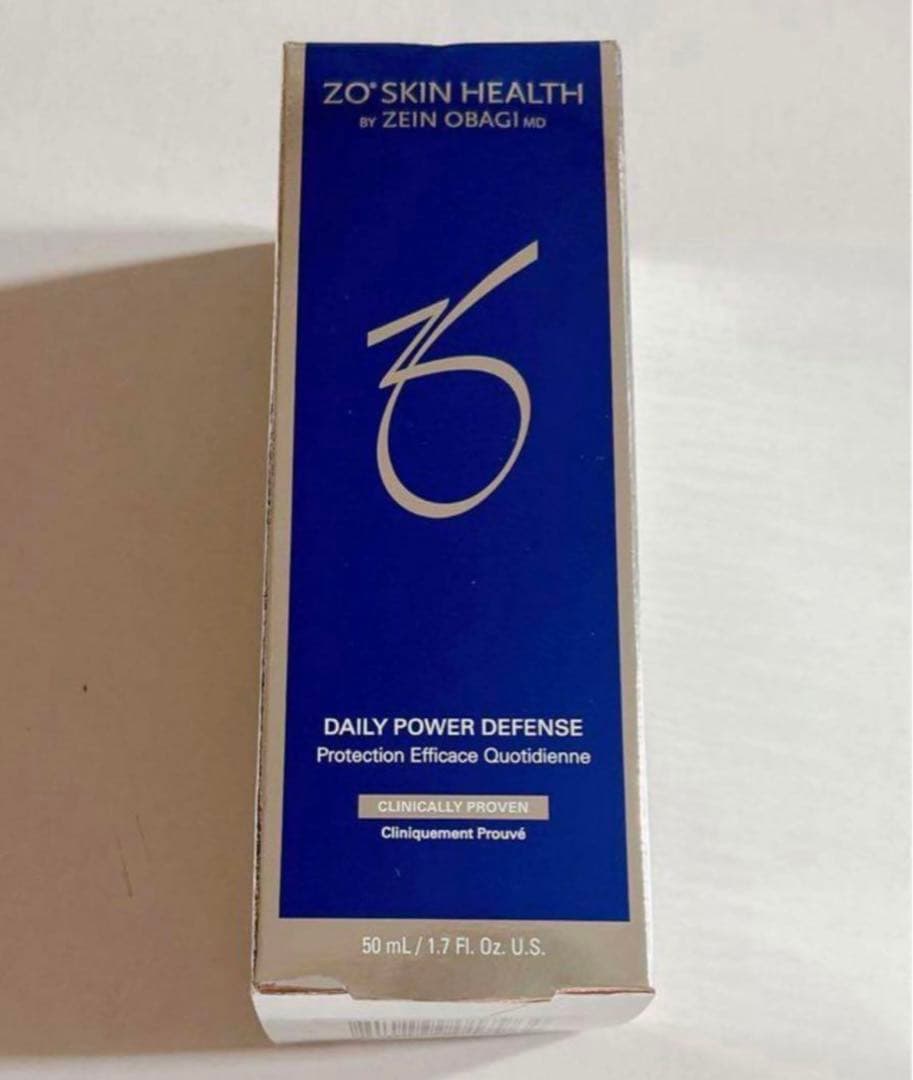 ZO® SKIN HEALTH
BY ZEIN OBAGI MD
DAILY POWER DEFENSE
Protection Efficace Quotidienne
CLINICALLY PROVEN
Cliniquement Prouvé
50 mL / 1.7 Fl. Oz. U.S.